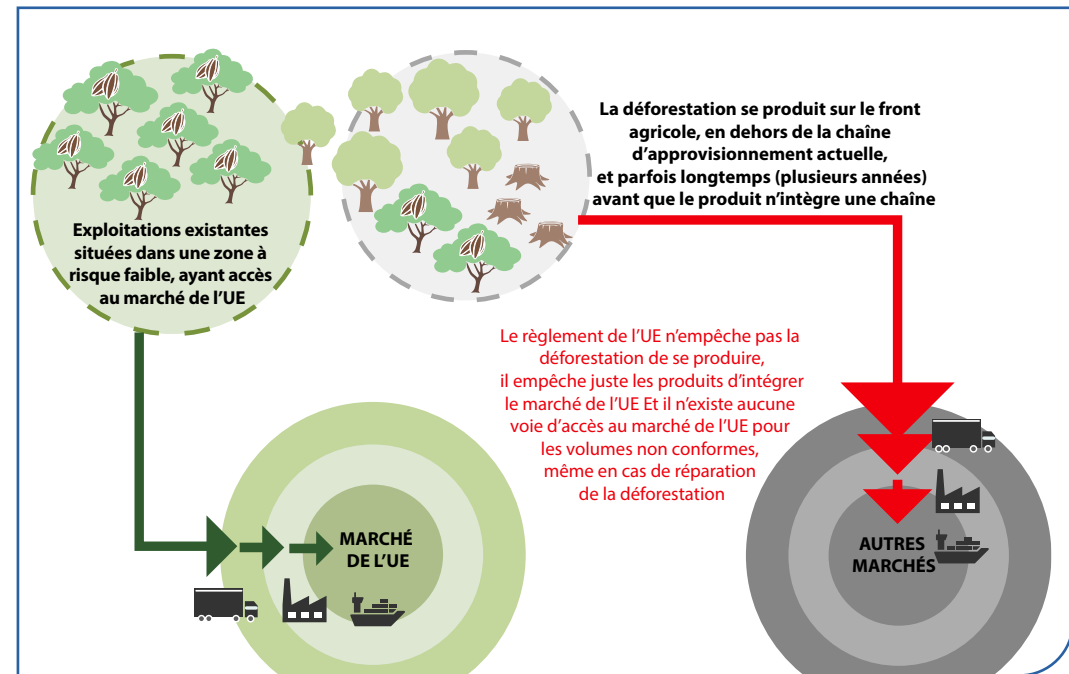 La déforestation se produit sur le front
agricole, en dehors de la chaîne
d’approvisionnement actuelle,
et parfois longtemps (plusieurs années)
avant que le produit n’intègre une chaîne
Exploitations existantes
situées dans une zone à
risque faible, ayant accès
au marché de l’UE
Le règlement de l’UE n’empêche pas la
déforestation de se produire,
il empêche juste les produits d’intégrer
le marché de l’UE Et il n’existe aucune
voie d’accès au marché de l’UE pour
les volumes non conformes,
même en cas de réparation
de la déforestation
MARCHÉ
DE L’UE
AUTRES
MARCHÉS